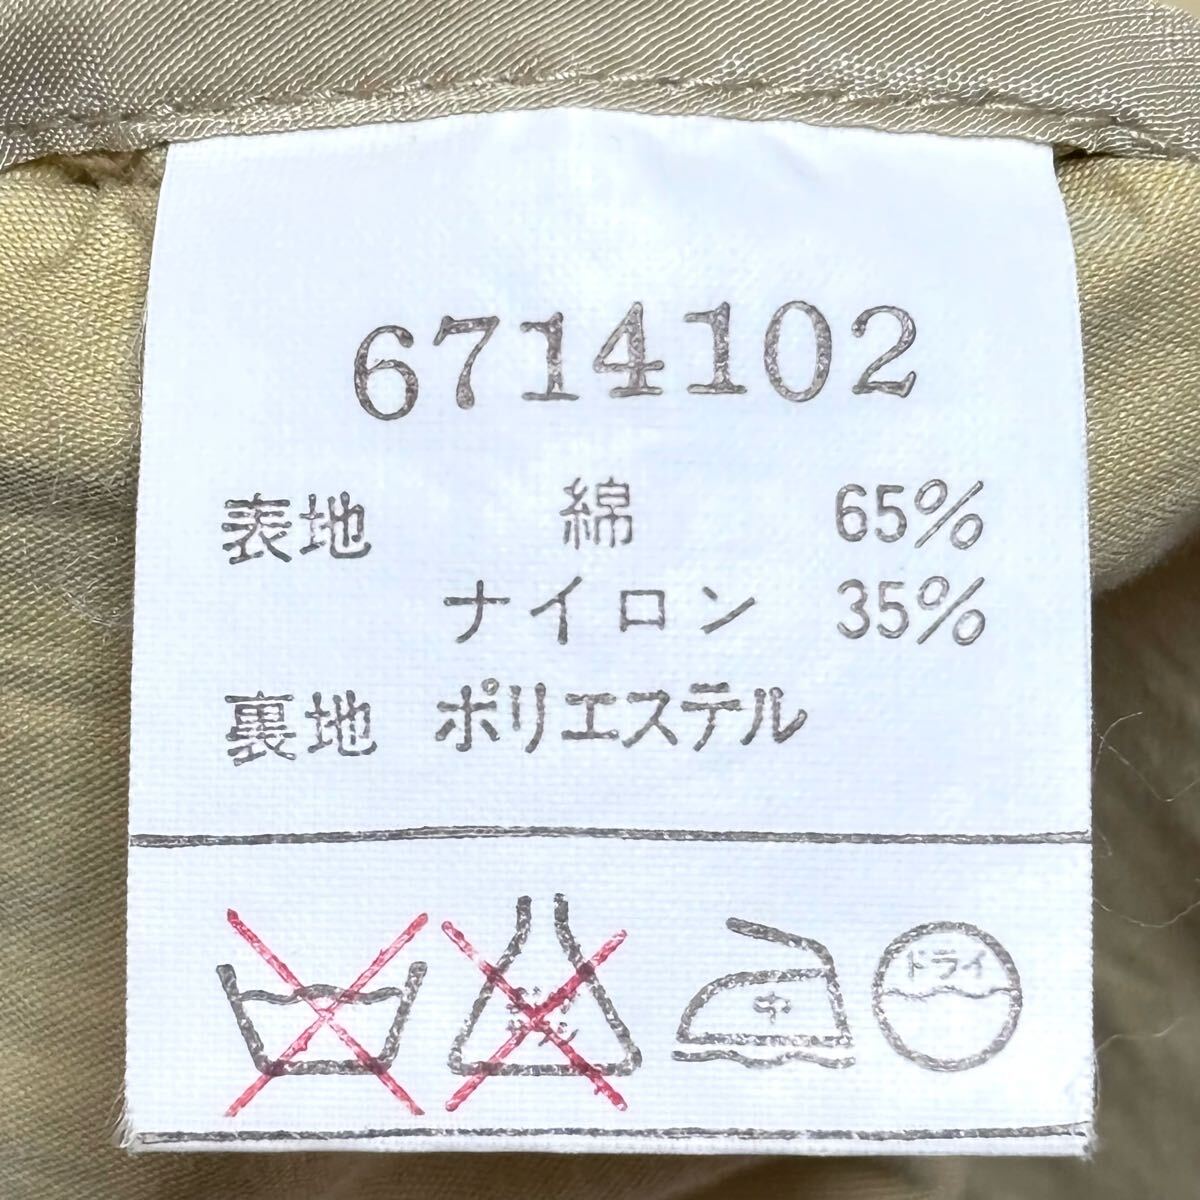 6714102
表地 綿 65%
ナイロン 35%
裏地 ポリエステル
中 ドライ